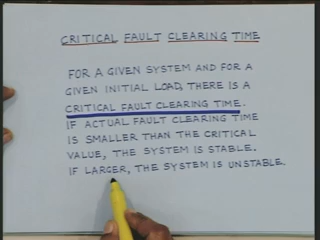 CRITICAL FAULT CLEARING TIME
FOR A GIVEN SYSTEM AND FOR A
GIVEN INITIAL LOAD, THERE IS A
CRITICAL FAULT CLEARING TIME.
IF ACTUAL FAULT CLEARING TIME
IS SMALLER THAN THE CRITICAL
VALUE, THE SYSTEM IS STABLE.
IF LARGER, THE SYSTEM IS UNSTABLE.